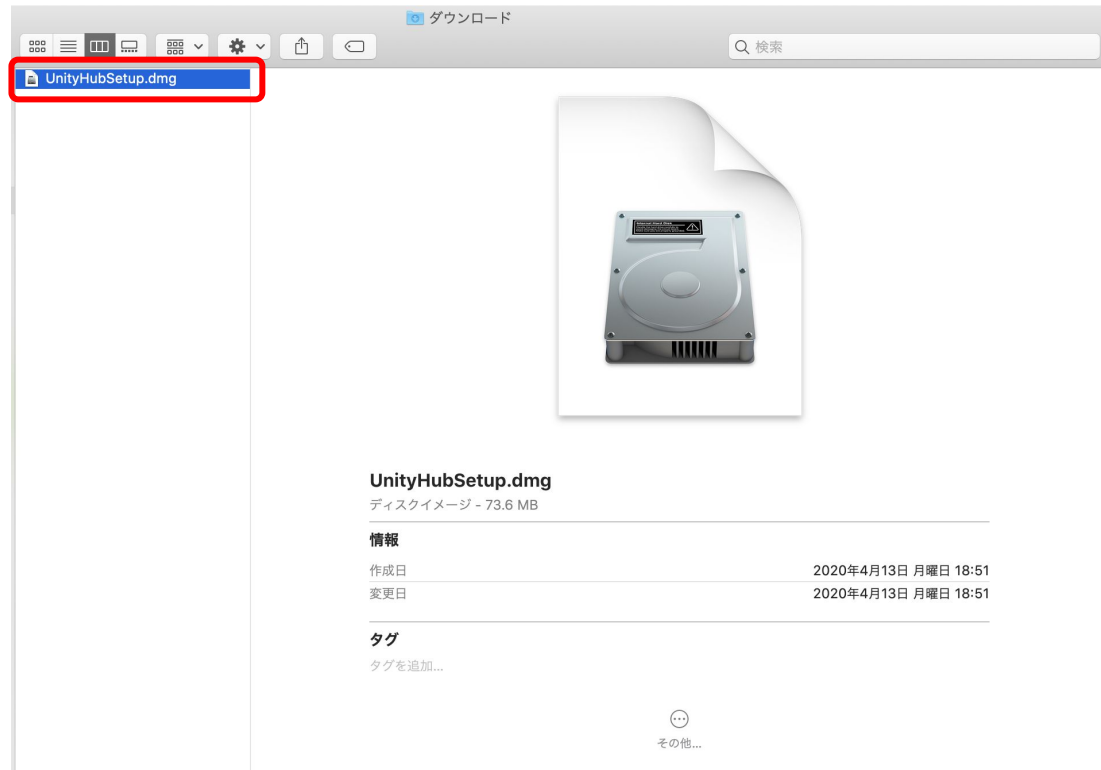 ダウンロード
検索
UnityHubSetup.dmg
UnityHubSetup.dmg
ディスクイメージ - 73.6 MB
情報
作成日 2020年4月13日 月曜日 18:51
変更日 2020年4月13日 月曜日 18:51
タグ
タグを追加...
その他...